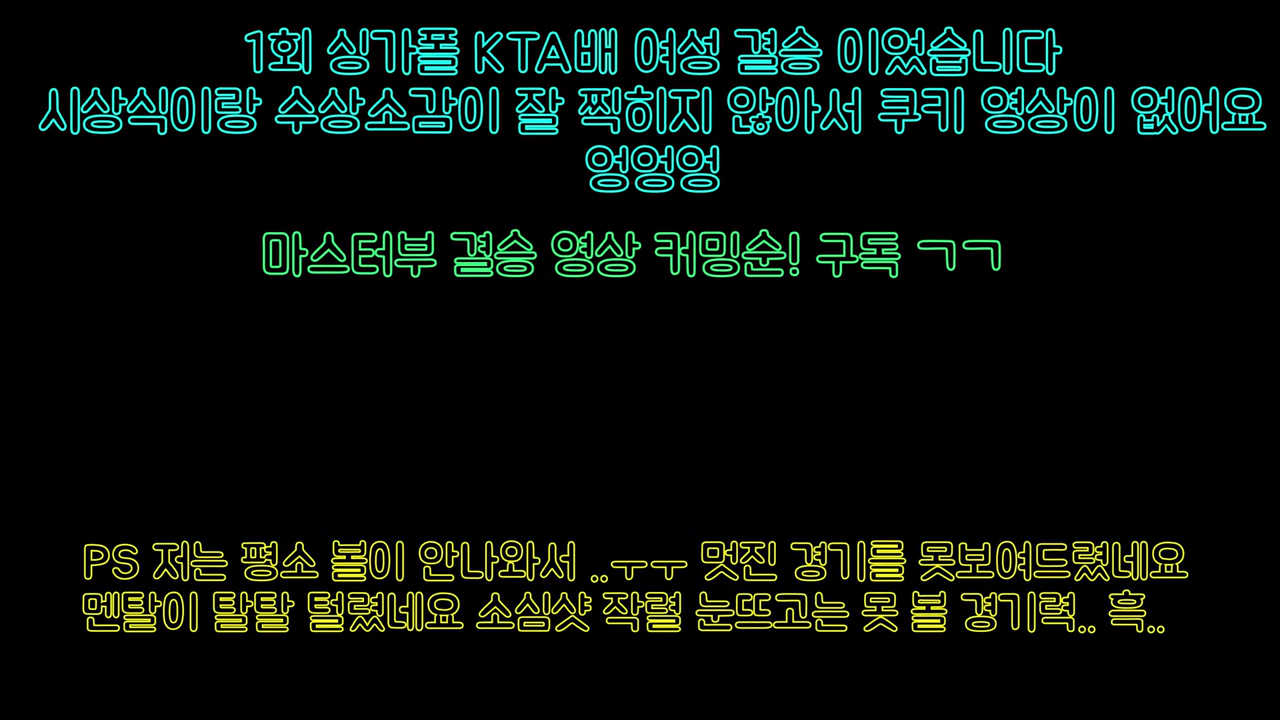 1회 싱가폴 KTA배 여성 결승 이었습니다
시상식이랑 수상소감이 잘 찍히지 않아서 쿠키 영상이 없어요
엉엉엉
마스터부 결승 영상 커밍순! 구독 ㄱㄱ
PS 저는 평소 볼이 안나와서 ..ㅜㅜ 멋진 경기를 못보여드렸네요
멘탈이 탈탈 털렸네요 소심샷 작렬 눈뜨고는 못 볼 경기력.. 흑..